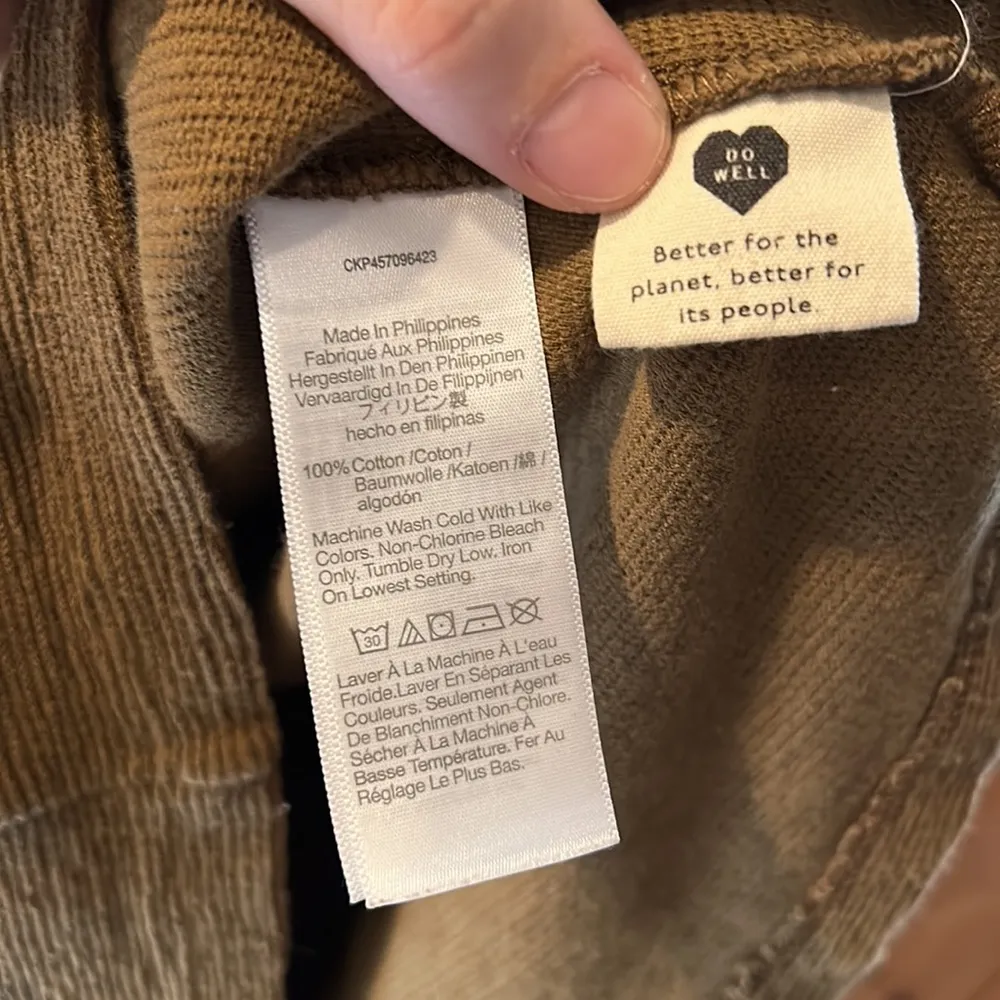 CKP457096423
Made In Philippines
Fabriqué Aux Philippines
Hergestellt In Den Philippinen
Vervaardigd In De Filippijnen
フィリピン製
hecho en filipinas
100% Cotton /Coton /
Baumwolle /Katoen /綿 /
algodón
Machine Wash Cold With Like
Colors. Non-Chlorine Bleach
Only. Tumble Dry Low. Iron
On Lowest Setting.
30
Laver À La Machine À L'eau
Froide.Laver En Séparant Les
Couleurs. Seulement Agent
De Blanchiment Non-Chlore.
Sécher À La Machine À
Basse Température. Fer Au
Réglage Le Plus Bas.
DO
WELL
Better for the
planet, better for
its people.